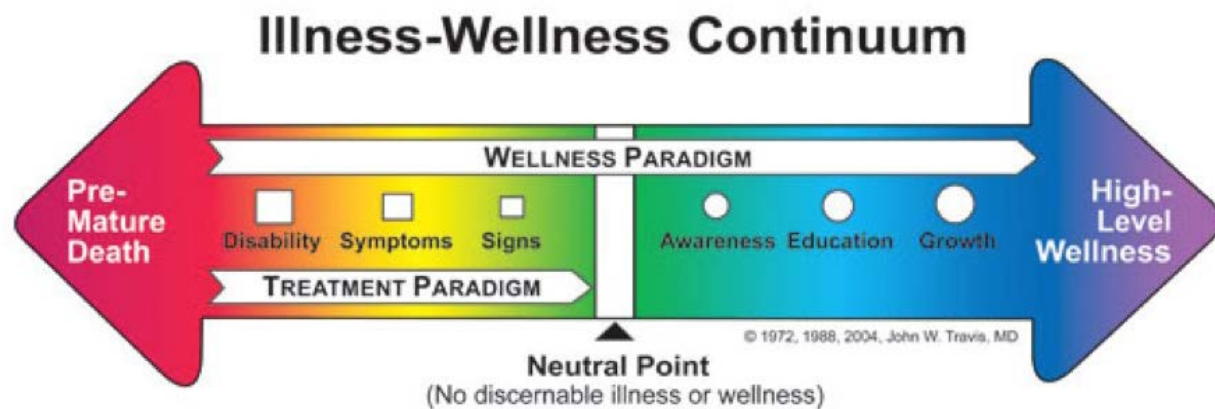 Illness-Wellness Continuum
WELLNESS PARADIGM
Pre-
Mature
Death
Disability Symptoms Signs
Awareness Education Growth
High-
Level
Wellness
TREATMENT PARADIGM
© 1972, 1988, 2004, John W. Travis, MD
Neutral Point
(No discernable illness or wellness)